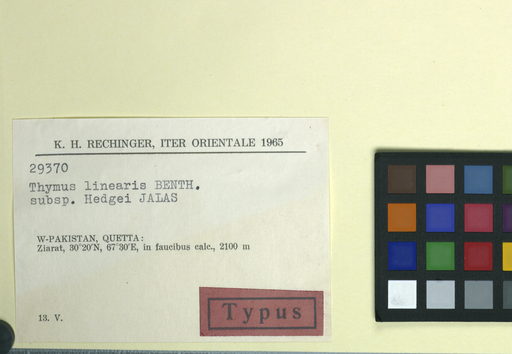 K. H. RECHINGER, ITER ORIENTALE 1965
29370
Thymus linearis BENTH.
subsp. Hedgei JALAS
W-PAKISTAN, QUETTA:
Ziarat, 30°20'N, 67°30'E, in faucibus calc., 2100 m
13. V.
Typus